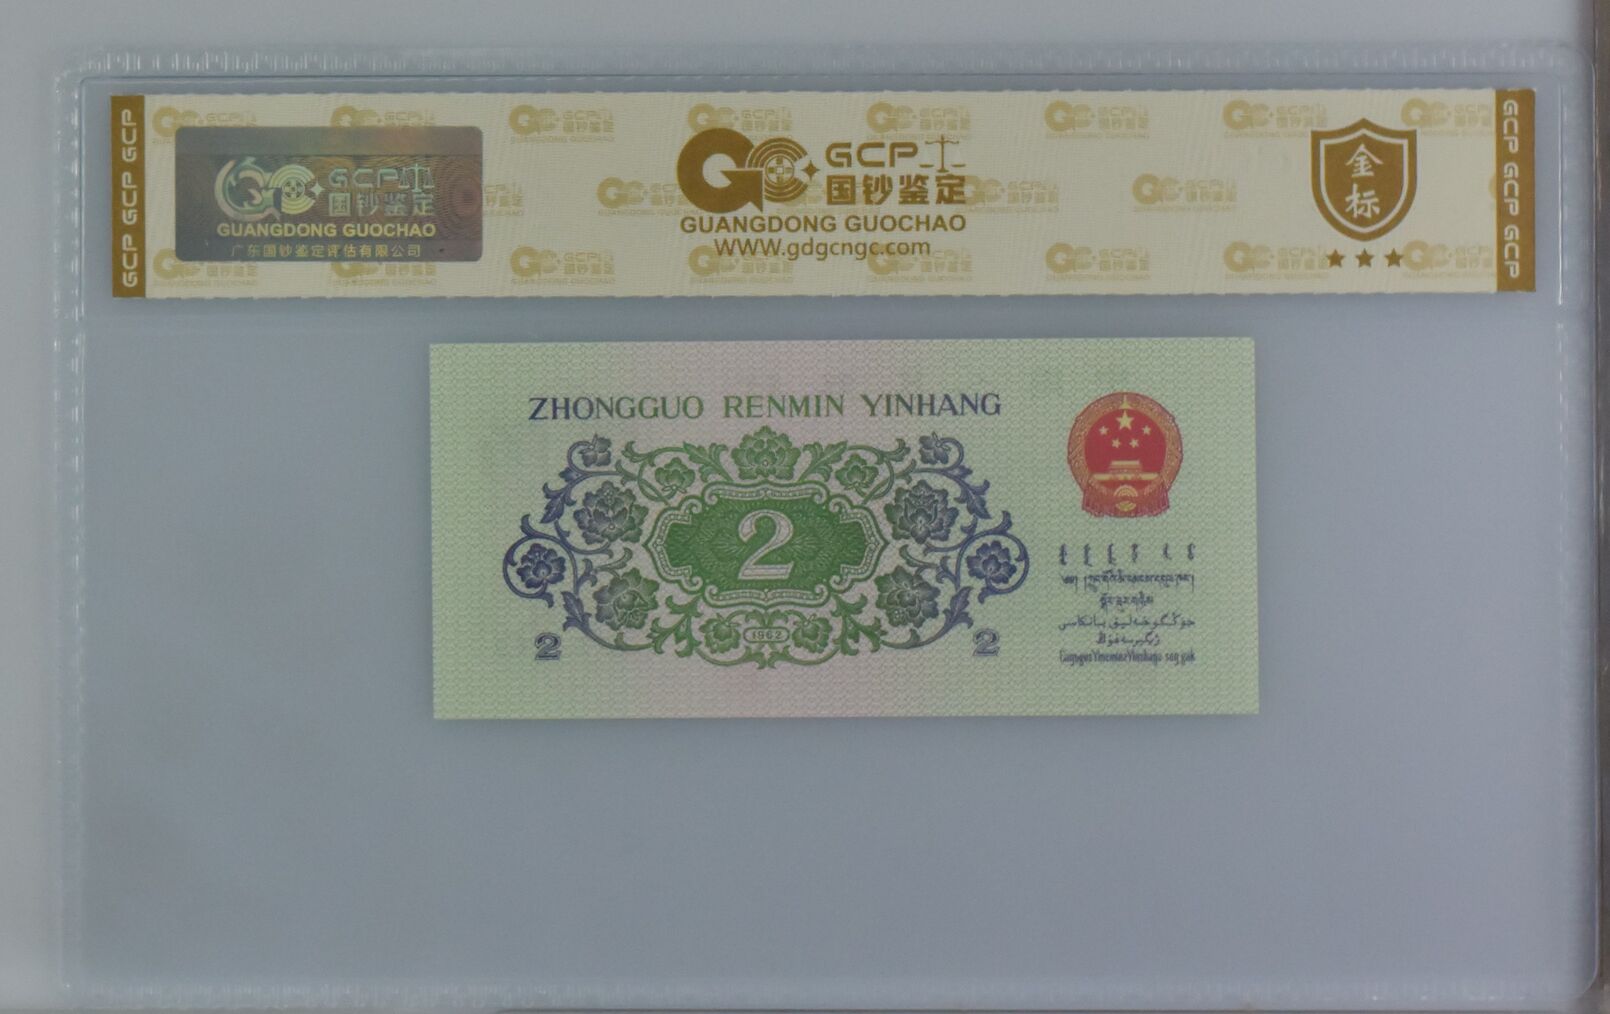 GCP GCP GCP GCP
GCP
国钞鉴定
GUANGDONG GUOCHAO
广东国钞鉴定评估有限公司
GCP
国钞鉴定
GUANGDONG GUOCHAO
WWW.gdgcngc.com
金
标
GCP GCP GCP GCP
ZHONGGUO RENMIN YINHANG
2
1962
2
2